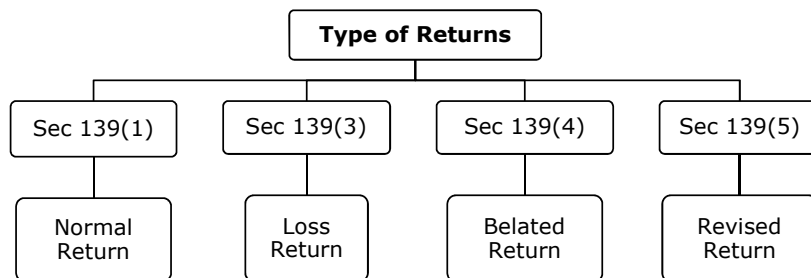 Type of Returns
Sec 139(1)
Sec 139(3)
Sec 139(4)
Sec 139(5)
Normal
Return
Loss
Return
Belated
Return
Revised
Return